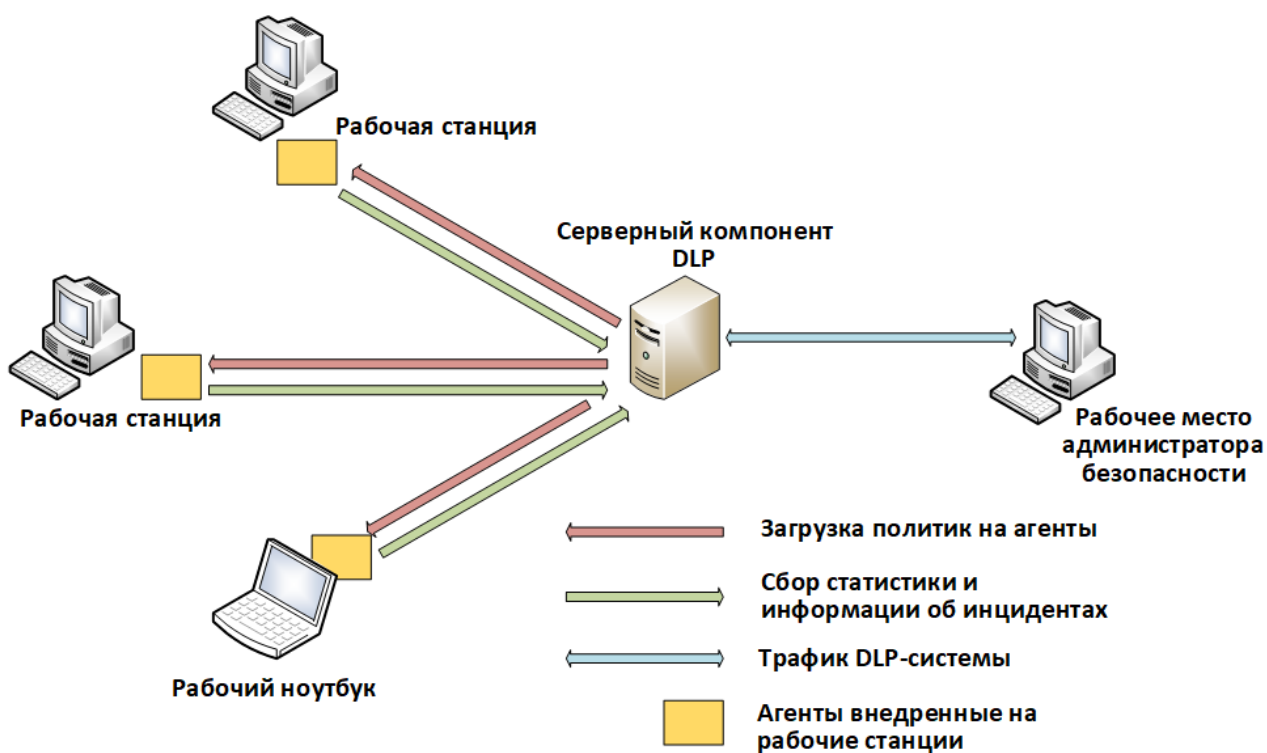 Рабочая станция
Серверный компонент
DLP
Рабочая станция
Рабочее место
администратора
безопасности
Рабочий ноутбук
Загрузка политик на агенты
Сбор статистики и
информации об инцидентах
Трафик DLP-системы
Агенты внедренные на
рабочие станции